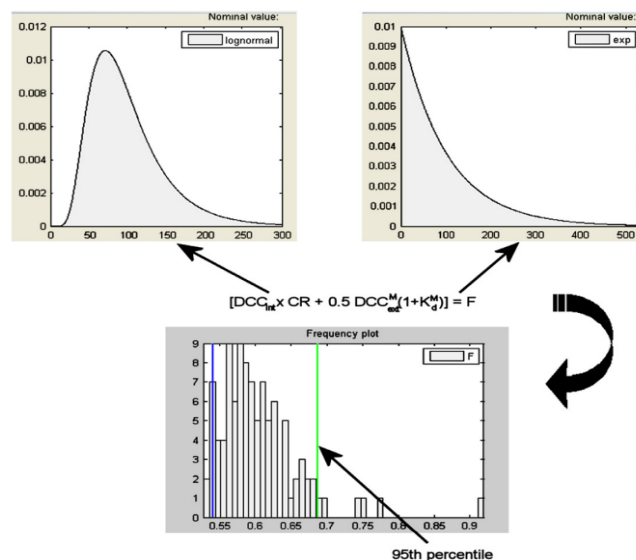 Nominal value:
0.012
0.01
0.008
0.006
0.004
0.002
0
0 50 100 150 200 250 300
lognormal
Nominal value:
0.01
0.009
0.008
0.007
0.006
0.005
0.004
0.003
0.002
0.001
0
0 100 200 300 400 500
exp
[DCC_int x CR + 0.5 DCC^M_ext(1+K^M_d)] = F
Frequency plot
9
8
7
6
5
4
3
2
1
0
0.55 0.6 0.65 0.7 0.75 0.8 0.85 0.9
F
95th percentile